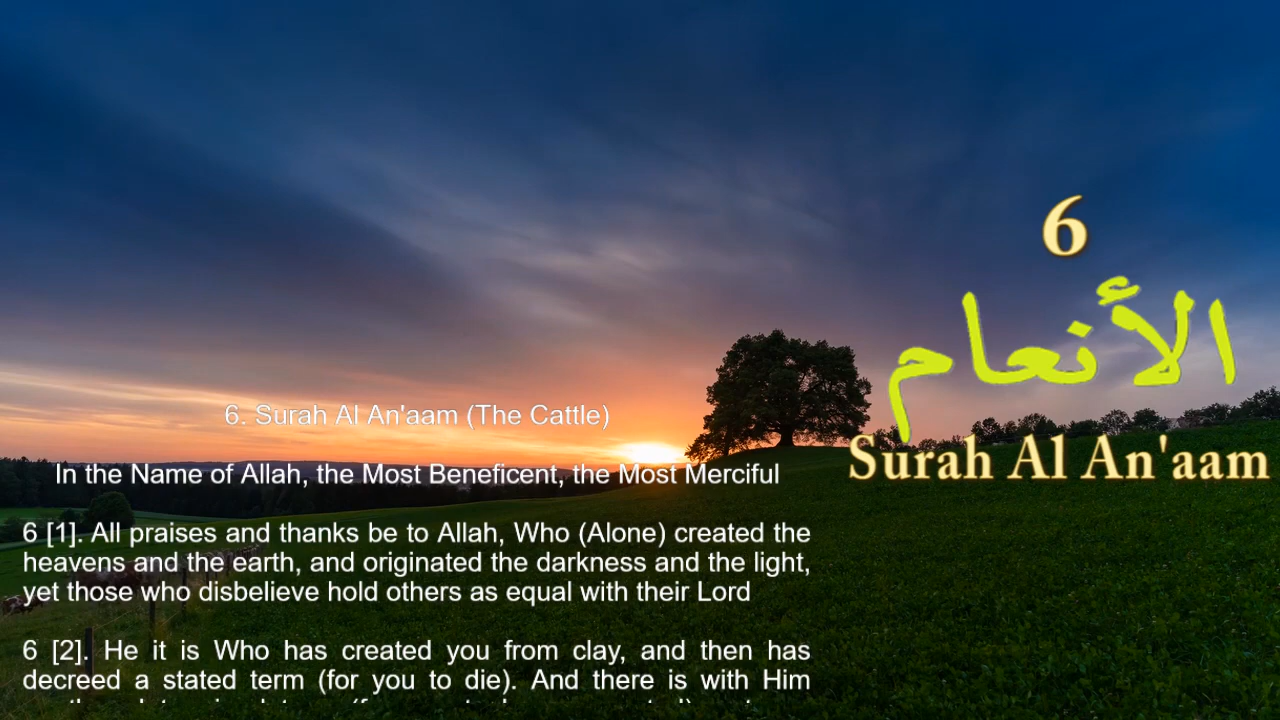 6
الأنعام
Surah Al An'aam
6. Surah Al An'aam (The Cattle)
In the Name of Allah, the Most Beneficent, the Most Merciful
6 [1]. All praises and thanks be to Allah, Who (Alone) created the
heavens and the earth, and originated the darkness and the light,
yet those who disbelieve hold others as equal with their Lord
6 [2]. He it is Who has created you from clay, and then has
decreed a stated term (for you to die). And there is with Him